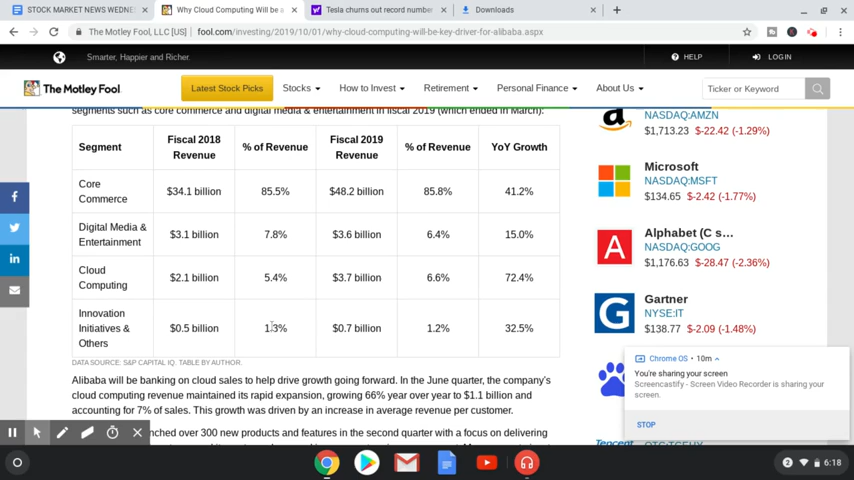 STOCK MARKET NEWS WEDNE
Why Cloud Computing Will be a
Tesla churns out record number
Downloads
The Motley Fool, LLC [US]
fool.com/investing/2019/10/01/why-cloud-computing-will-be-key-driver-for-alibaba.aspx
Smarter, Happier and Richer.
HELP
LOGIN
The Motley Fool
Latest Stock Picks
Stocks
How to Invest
Retirement
Personal Finance
About Us
Ticker or Keyword
segments such as core commerce and digital media & entertainment in fiscal 2019 (which ended in March):
Segment
Fiscal 2018 Revenue
% of Revenue
Fiscal 2019 Revenue
% of Revenue
YoY Growth
Core Commerce
$34.1 billion
85.5%
$48.2 billion
85.8%
41.2%
Digital Media & Entertainment
$3.1 billion
7.8%
$3.6 billion
6.4%
15.0%
Cloud Computing
$2.1 billion
5.4%
$3.7 billion
6.6%
72.4%
Innovation Initiatives & Others
$0.5 billion
1.3%
$0.7 billion
1.2%
32.5%
DATA SOURCE: S&P CAPITAL IQ. TABLE BY AUTHOR.
Alibaba will be banking on cloud sales to help drive growth going forward. In the June quarter, the company's
cloud computing revenue maintained its rapid expansion, growing 66% year over year to $1.1 billion and
accounting for 7% of sales. This growth was driven by an increase in average revenue per customer.
nched over 300 new products and features in the second quarter with a focus on delivering
NASDAQ:AMZN
$1,713.23 $-22.42 (-1.29%)
Microsoft
NASDAQ:MSFT
$134.65 $-2.42 (-1.77%)
Alphabet (C s...
NASDAQ:GOOG
$1,176.63 $-28.47 (-2.36%)
Gartner
NYSE:IT
$138.77 $-2.09 (-1.48%)
Chrome OS • 10m
You're sharing your screen
Screencastify - Screen Video Recorder is sharing your
screen.
STOP
Tencent
OTC:TCEHY
2
6:18